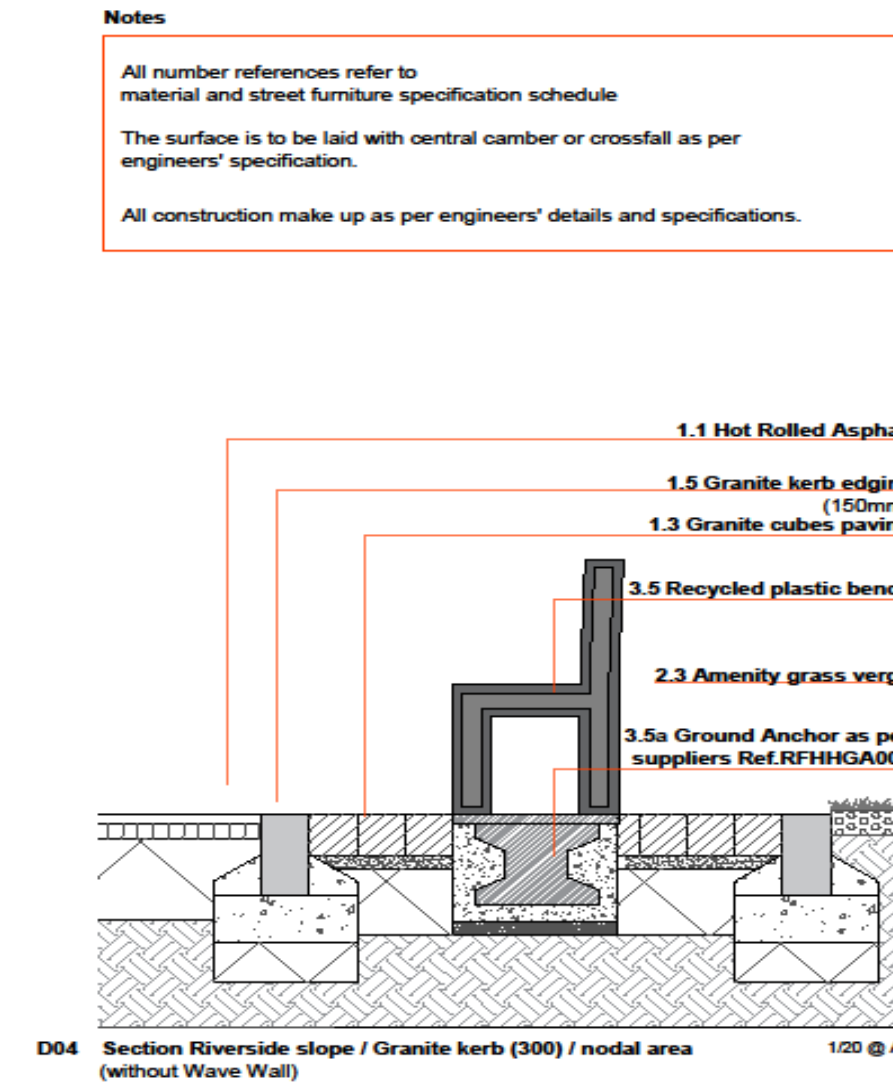 Notes
All number references refer to
material and street furniture specification schedule
The surface is to be laid with central camber or crossfall as per
engineers' specification.
All construction make up as per engineers' details and specifications.
1.1 Hot Rolled Aspha
1.5 Granite kerb edgin
(150mm
1.3 Granite cubes pavin
3.5 Recycled plastic benc
2.3 Amenity grass verg
3.5a Ground Anchor as pe
suppliers Ref.RFHHGA00
D04 Section Riverside slope / Granite kerb (300) / nodal area 1/20 @
(without Wave Wall)